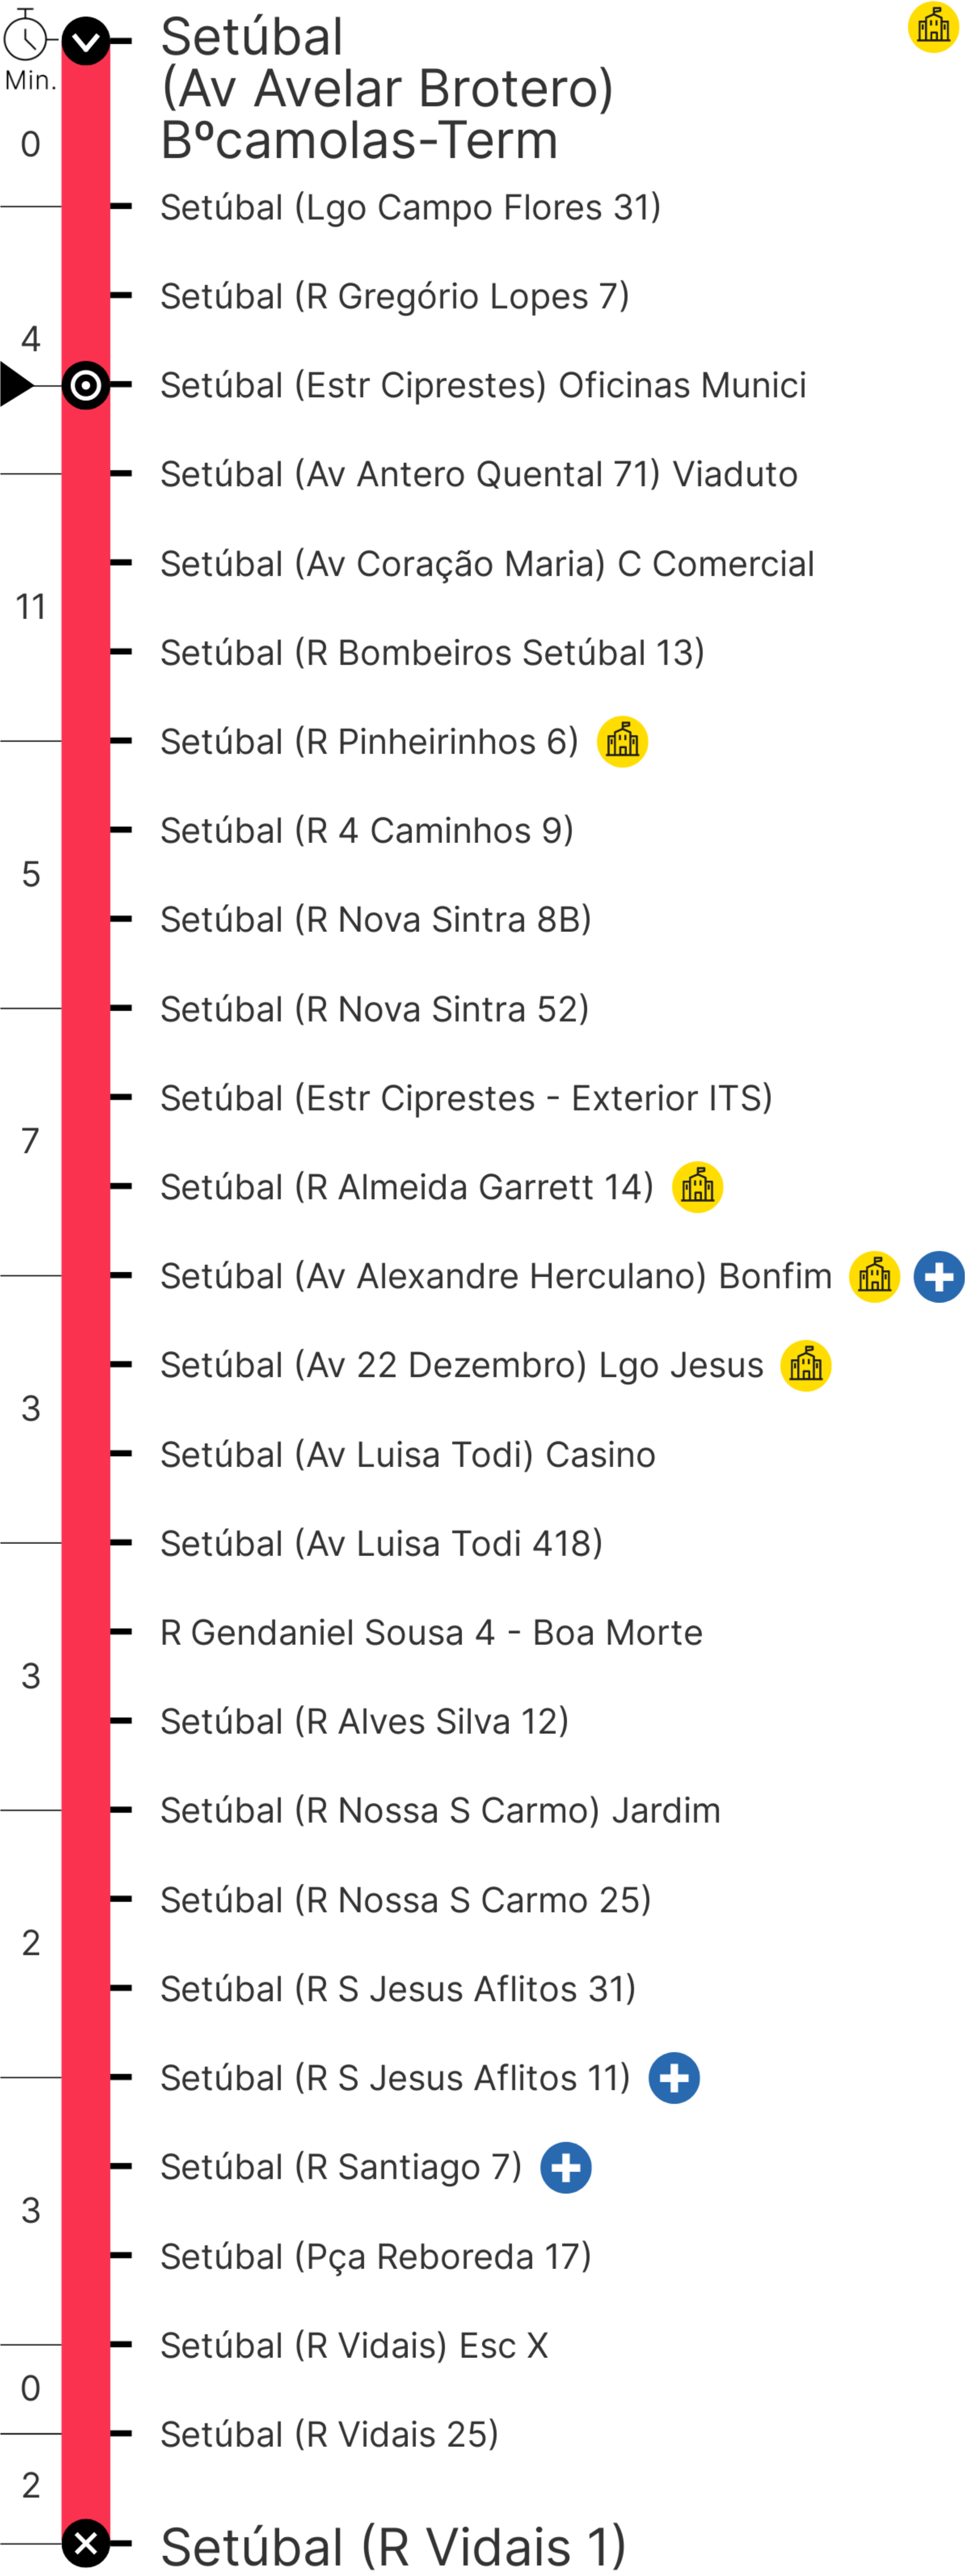 Setúbal
(Av Avelar Brotero)
Min.
Bºcamolas-Term
0
Setúbal (Lgo Campo Flores 31)
Setúbal (R Gregório Lopes 7)
4
Setúbal (Estr Ciprestes) Oficinas Munici
Setúbal (Av Antero Quental 71) Viaduto
Setúbal (Av Coração Maria) C Comercial
11
Setúbal (R Bombeiros Setúbal 13)
Setúbal (R Pinheirinhos 6)
Setúbal (R 4 Caminhos 9)
5
Setúbal (R Nova Sintra 8B)
Setúbal (R Nova Sintra 52)
Setúbal (Estr Ciprestes - Exterior ITS)
7
Setúbal (R Almeida Garrett 14)
Setúbal (Av Alexandre Herculano) Bonfim
Setúbal (Av 22 Dezembro) Lgo Jesus
3
Setúbal (Av Luisa Todi) Casino
Setúbal (Av Luisa Todi 418)
R Gendaniel Sousa 4 - Boa Morte
3
Setúbal (R Alves Silva 12)
Setúbal (R Nossa S Carmo) Jardim
Setúbal (R Nossa S Carmo 25)
2
Setúbal (R S Jesus Aflitos 31)
Setúbal (R S Jesus Aflitos 11)
Setúbal (R Santiago 7)
3
Setúbal (Pça Reboreda 17)
Setúbal (R Vidais) Esc X
0
Setúbal (R Vidais 25)
2
Setúbal (R Vidais 1)